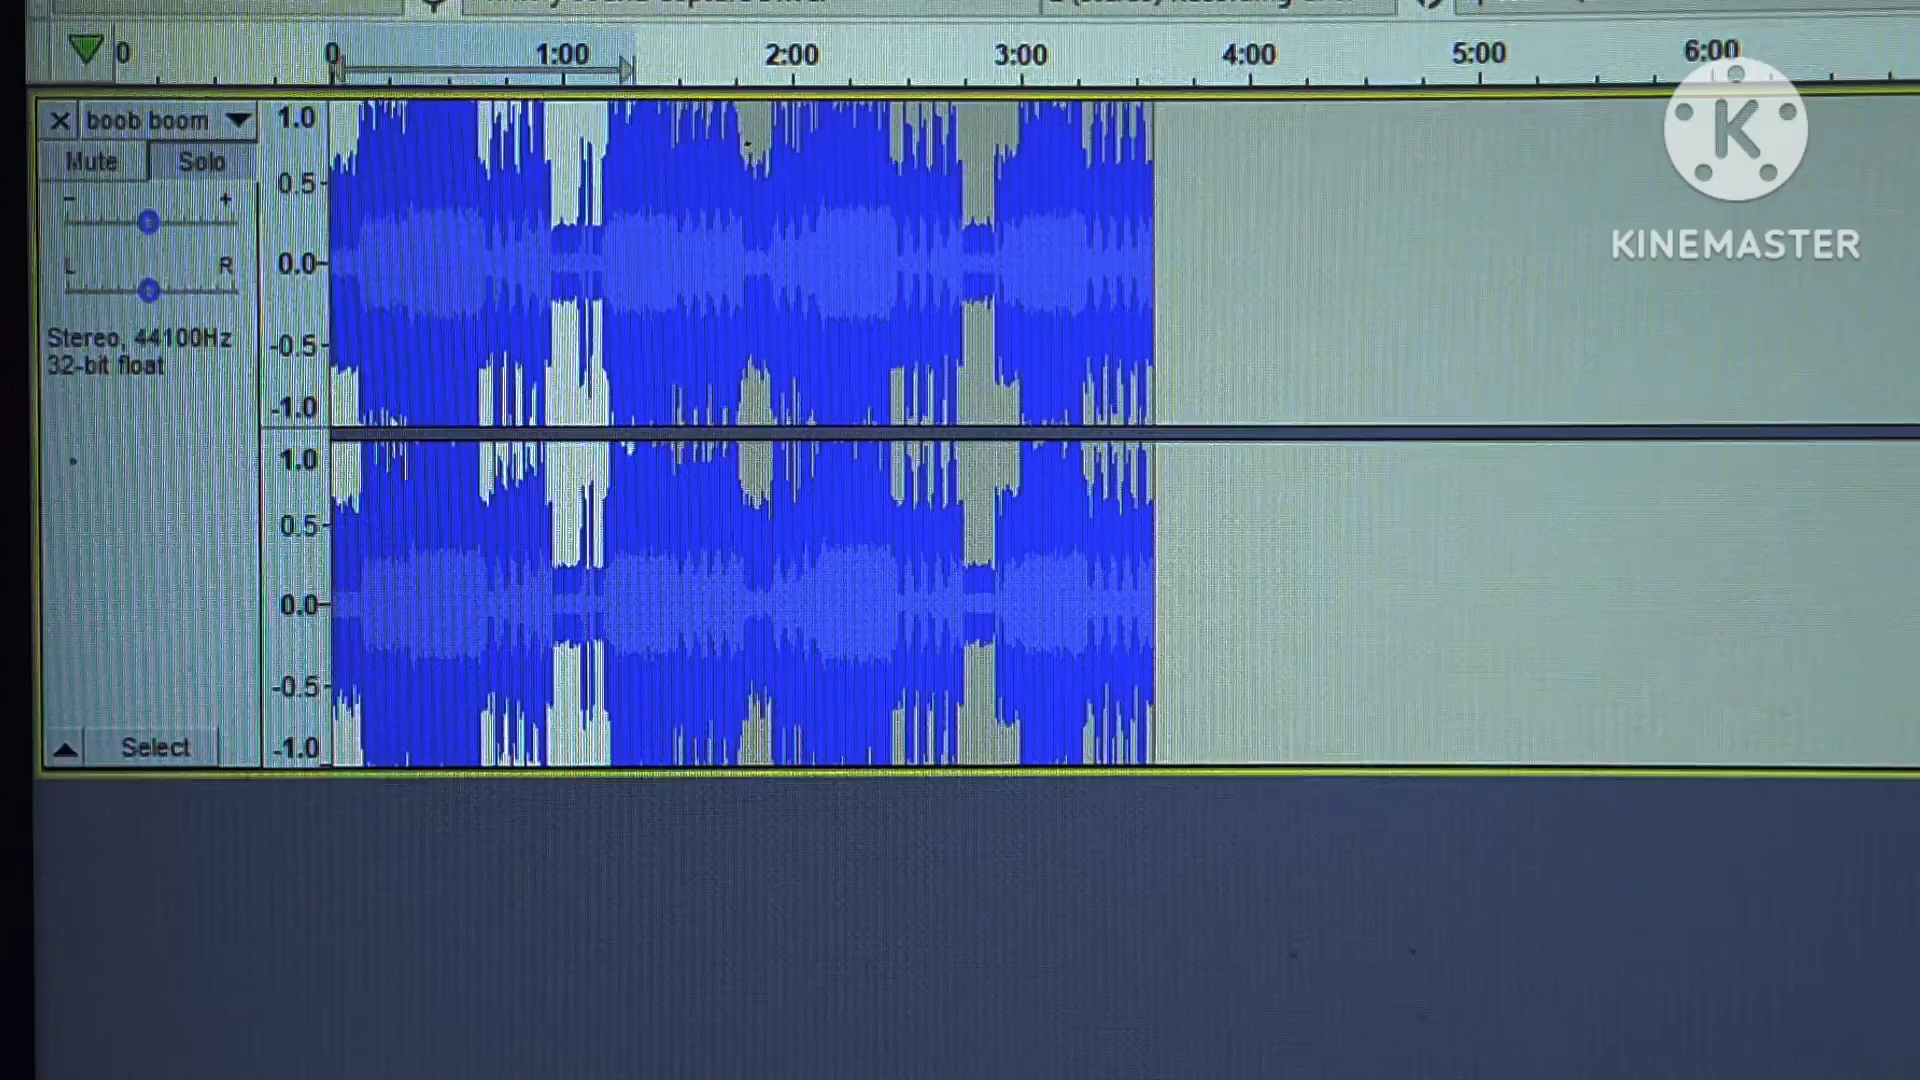 0 0 1:00 2:00 3:00 4:00 5:00 6:00
boob boom
Mute Solo
- +
L R
Stereo, 44100Hz
32-bit float
Select
1.0
0.5
0.0
-0.5
-1.0
1.0
0.5
0.0
-0.5
-1.0
K
KINEMASTER